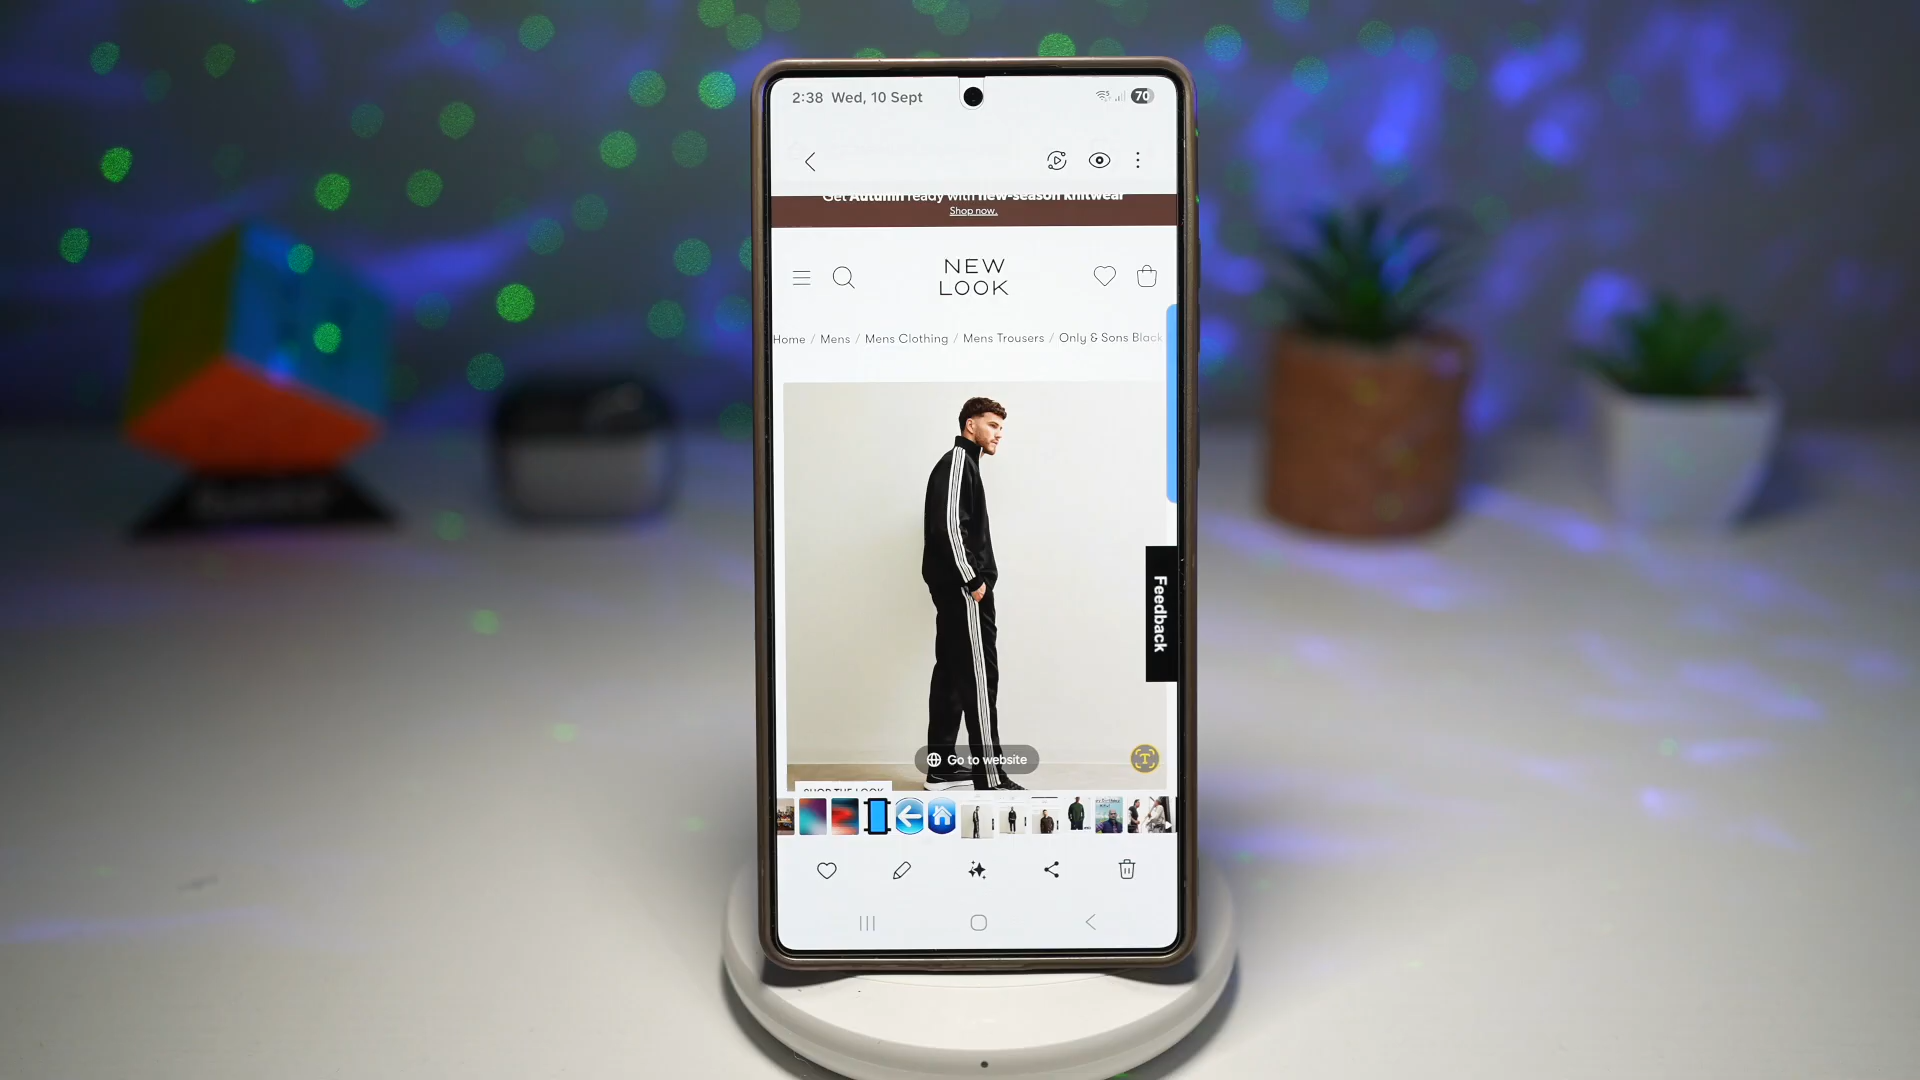 2:38 Wed, 10 Sept
70
Get Autumn ready with new-season knitwear
Shop now.
NEW
LOOK
Home / Mens / Mens Clothing / Mens Trousers / Only & Sons Black
Feedback
Go to website
T
SHOP THE LOOK